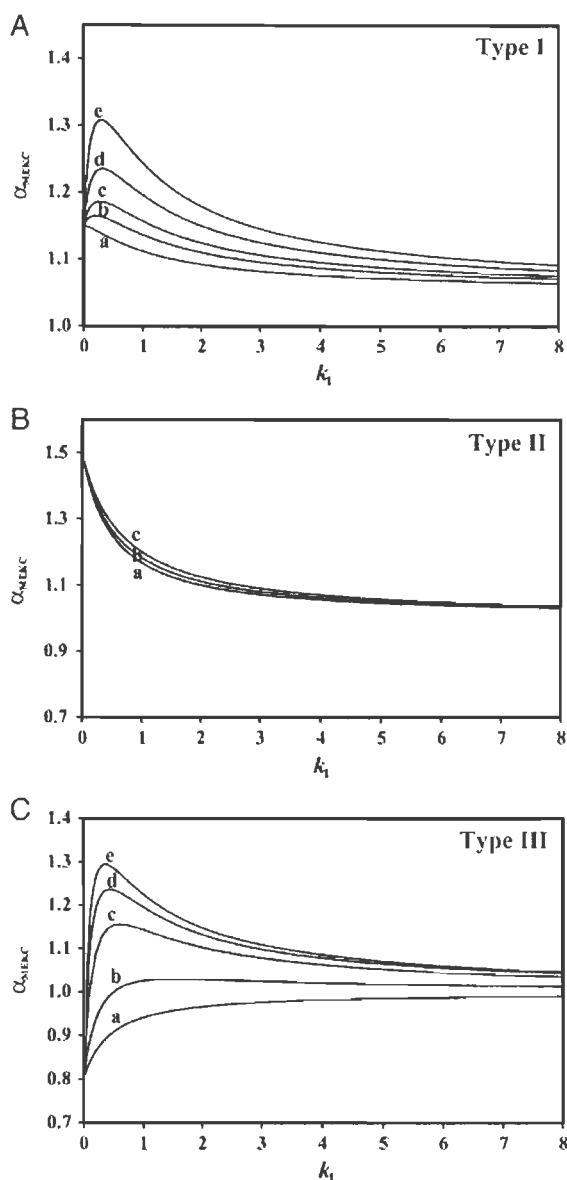 A
Type I
1.4
1.3
1.2
1.1
1.0
αMEKC
e
d
c
b
a
0 1 2 3 4 5 6 7 8
k1
B
Type II
1.5
1.3
1.1
0.9
0.7
αMEKC
c
b
a
0 1 2 3 4 5 6 7 8
k1
C
Type III
1.4
1.3
1.2
1.1
1.0
0.9
0.8
0.7
αMEKC
e
d
c
b
a
0 1 2 3 4 5 6 7 8
k1